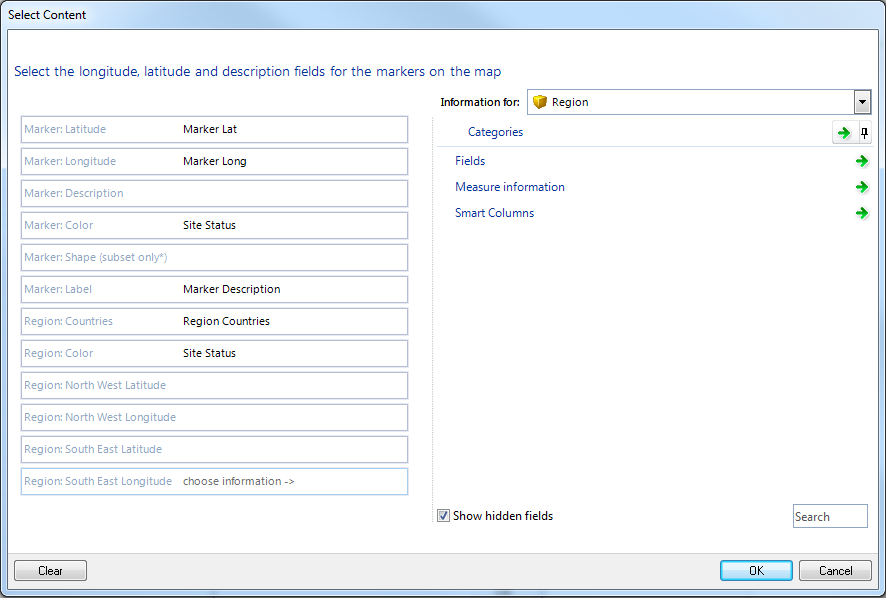 Select Content
Select the longitude, latitude and description fields for the markers on the map
Information for: Region
Marker: Latitude Marker Lat
Marker: Longitude Marker Long
Marker: Description
Marker: Color Site Status
Marker: Shape (subset only*)
Marker: Label Marker Description
Region: Countries Region Countries
Region: Color Site Status
Region: North West Latitude
Region: North West Longitude
Region: South East Latitude
Region: South East Longitude choose information ->
Categories
Fields
Measure information
Smart Columns
Show hidden fields
Search
Clear
OK
Cancel